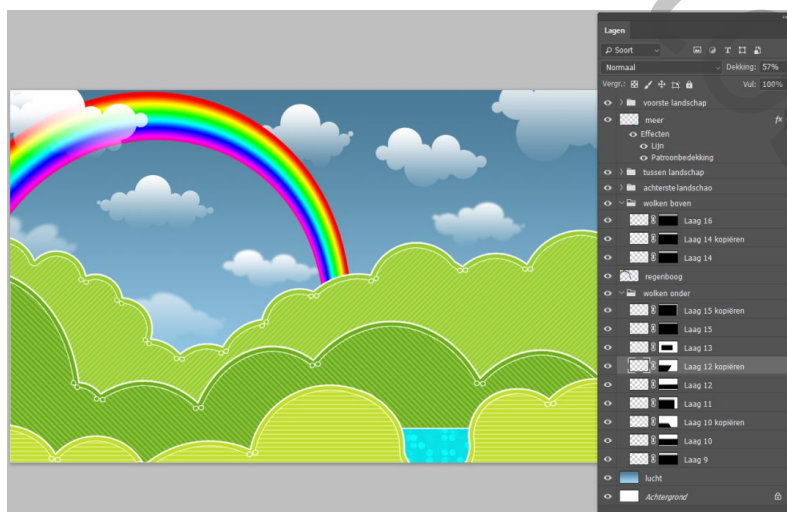 Lagen
Soort
Normaal Dekking: 57%
Vergr.: Vul: 100%
voorste landschap
meer fx
Effecten
Lijn
Patroonbedekking
tussen landschap
achterste landschao
wolken boven
Laag 16
Laag 14 kopiëren
Laag 14
regenboog
wolken onder
Laag 15 kopiëren
Laag 15
Laag 13
Laag 12 kopiëren
Laag 12
Laag 11
Laag 10 kopiëren
Laag 10
Laag 9
lucht
Achtergrond